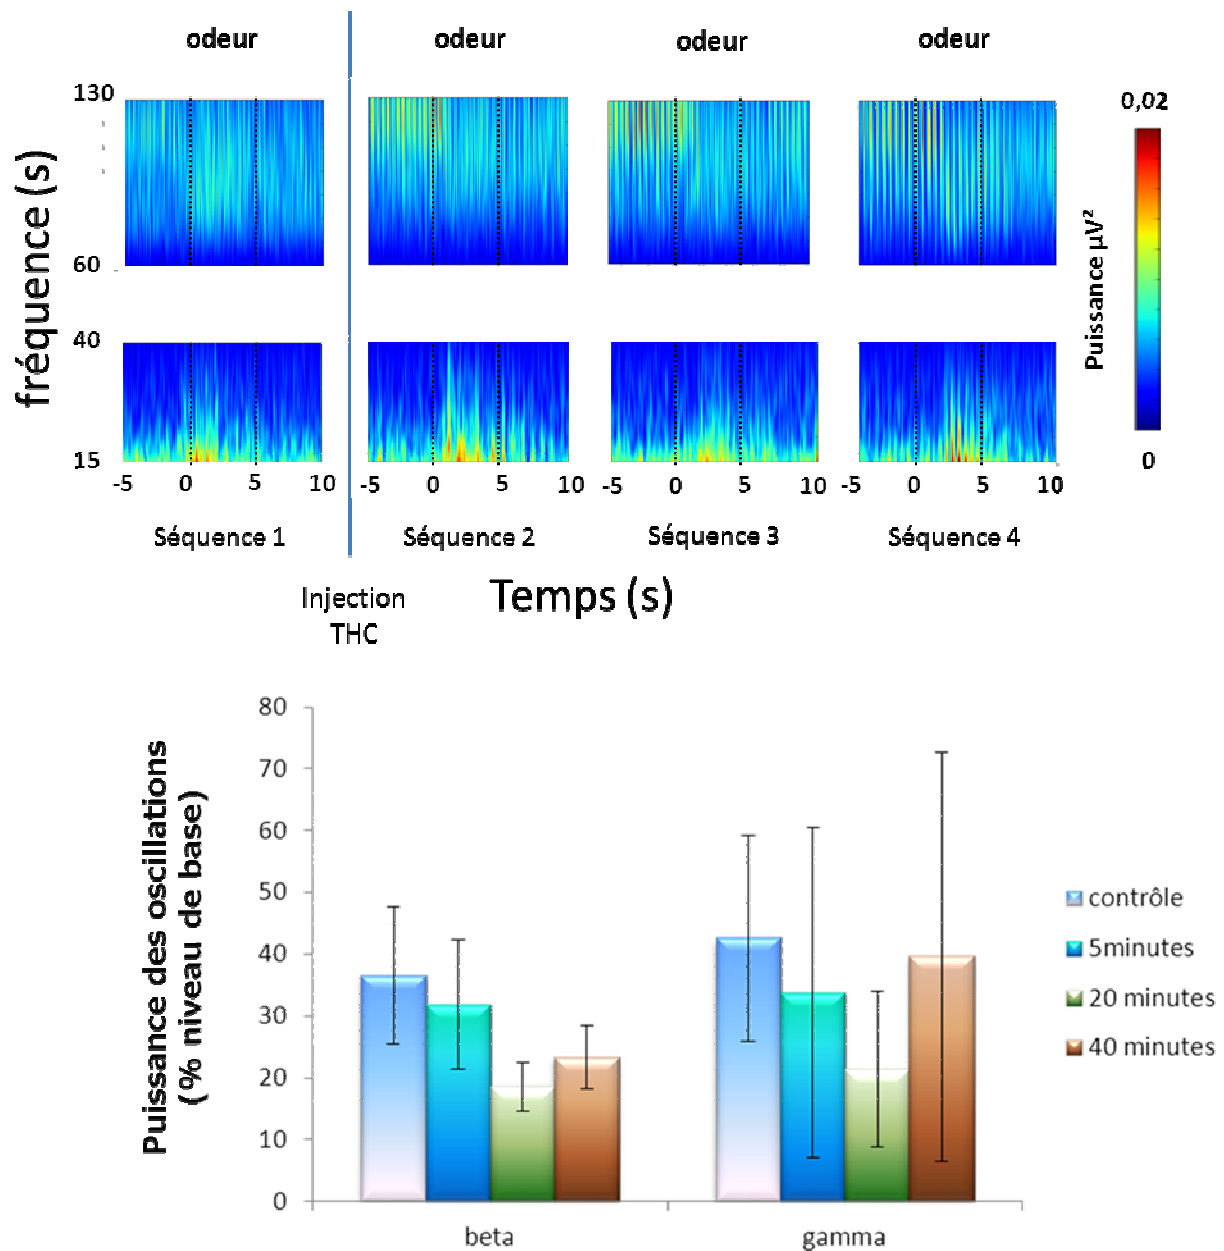 odeur odeur odeur odeur
130
60
40
15
fréquence (s)
0,02
0
Puissance µV²
-5 0 5 10 -5 0 5 10 0 5 10 -5 0 5 10
Séquence 1 Séquence 2 Séquence 3 Séquence 4
Injection
THC
Temps (s)
Puissance des oscillations
(% niveau de base)
80
70
60
50
40
30
20
10
0
beta gamma
contrôle
5minutes
20 minutes
40 minutes